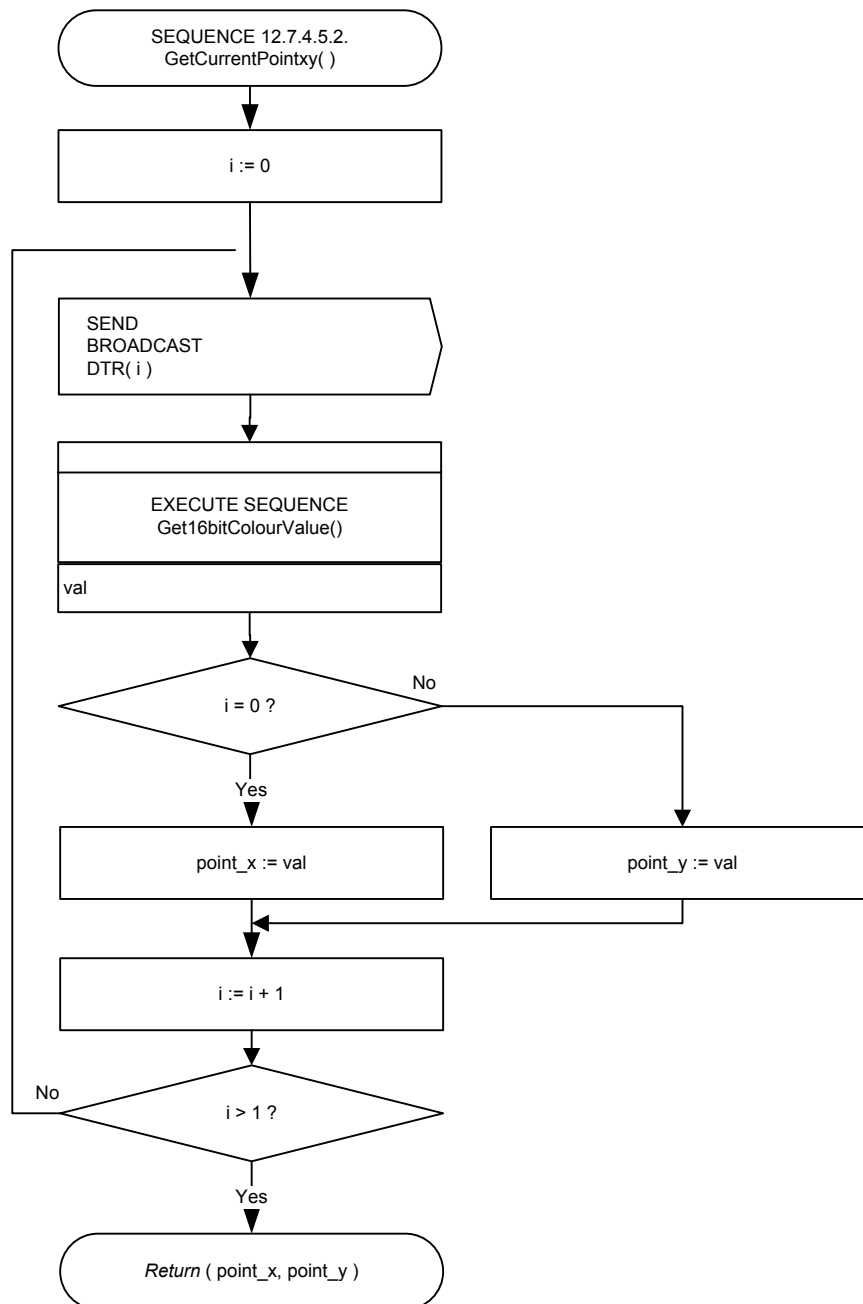 SEQUENCE 12.7.4.5.2.
GetCurrentPointxy( )
i := 0
SEND
BROADCAST
DTR( i )
EXECUTE SEQUENCE
Get16bitColourValue()
val
i = 0 ?
No
Yes
point_x := val
point_y := val
i := i + 1
No
i > 1 ?
Yes
Return ( point_x, point_y )